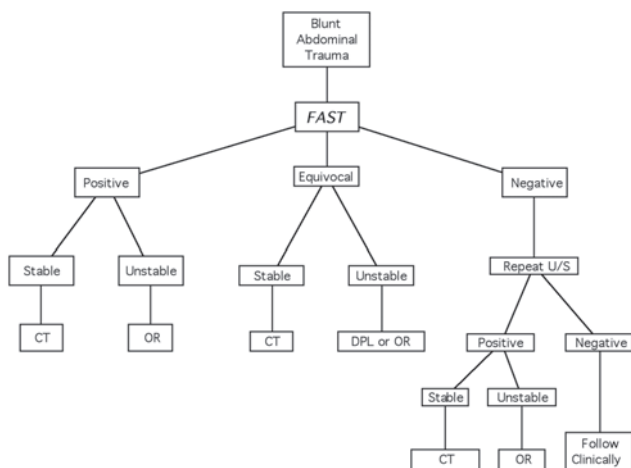 Blunt
Abdominal
Trauma
FAST
Positive
Equivocal
Negative
Stable
Unstable
Stable
Unstable
Repeat U/S
CT
OR
CT
DPL or OR
Positive
Negative
Stable
Unstable
CT
OR
Follow
Clinically